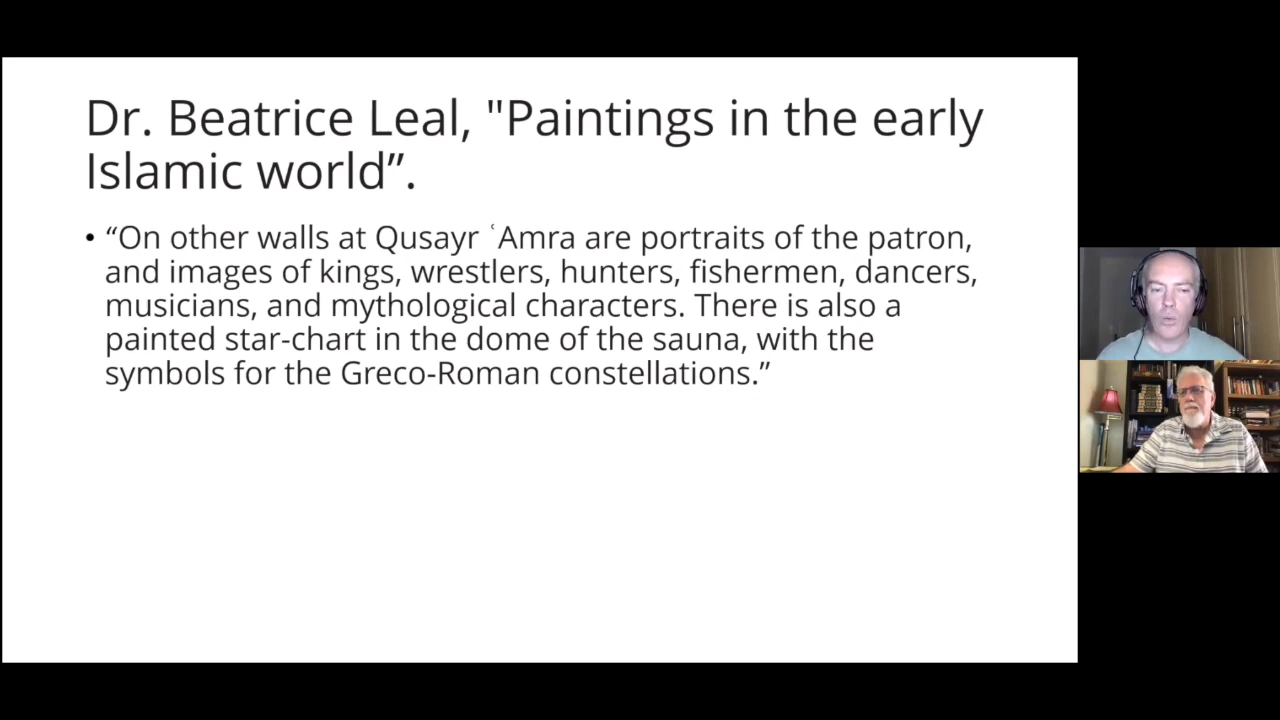 Dr. Beatrice Leal, "Paintings in the early
Islamic world”.
• “On other walls at Qusayr ʿAmra are portraits of the patron,
and images of kings, wrestlers, hunters, fishermen, dancers,
musicians, and mythological characters. There is also a
painted star-chart in the dome of the sauna, with the
symbols for the Greco-Roman constellations.”